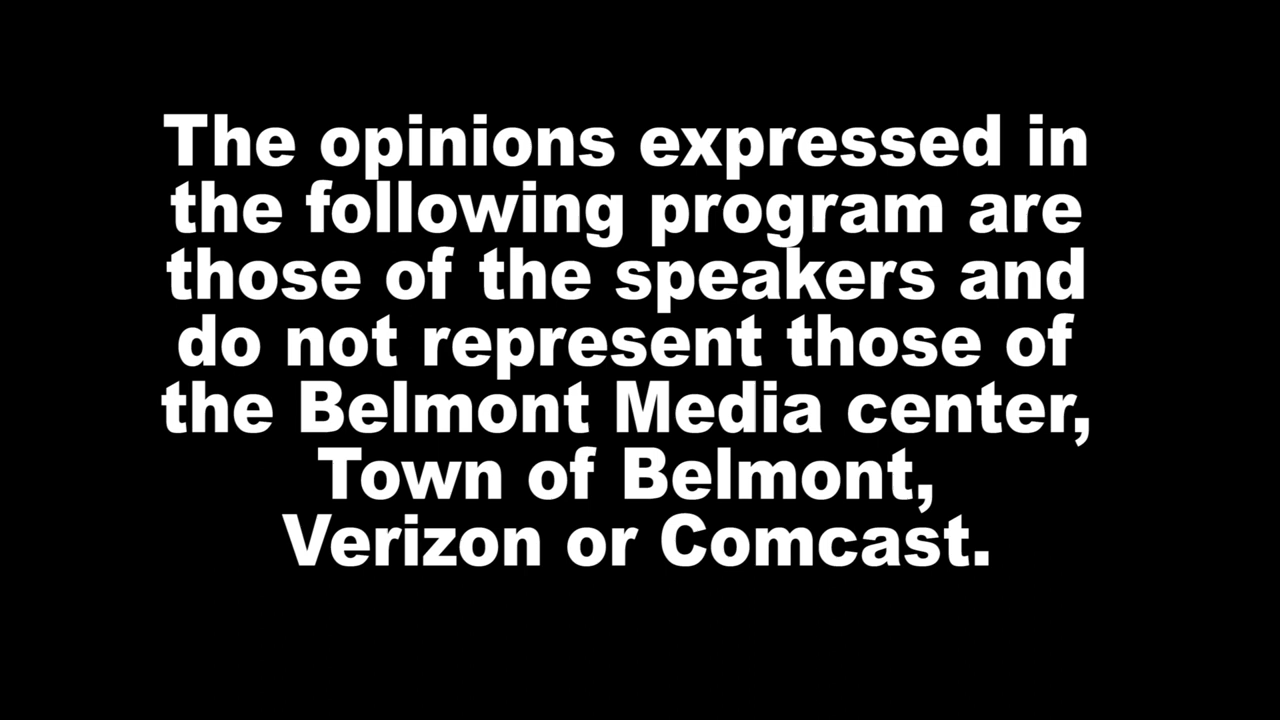 The opinions expressed in
the following program are
those of the speakers and
do not represent those of
the Belmont Media center,
Town of Belmont,
Verizon or Comcast.